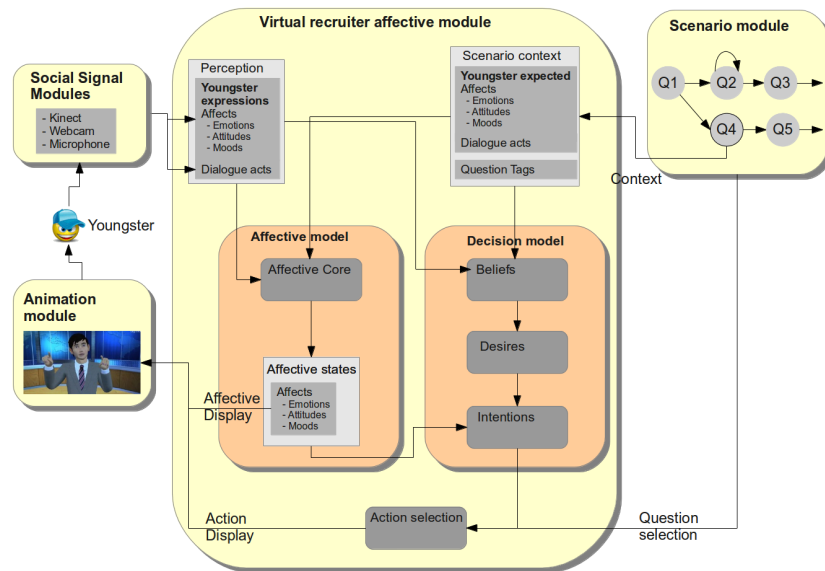 Virtual recruiter affective module
Scenario module
Q1
Q2
Q3
Q4
Q5
Social Signal
Modules
- Kinect
- Webcam
- Microphone
Perception
Youngster
expressions
Affects
- Emotions
- Attitudes
- Moods
Dialogue acts
Scenario context
Youngster expected
Affects
- Emotions
- Attitudes
- Moods
Dialogue acts
Question Tags
Context
Youngster
Affective model
Affective Core
Affective states
Affects
- Emotions
- Attitudes
- Moods
Decision model
Beliefs
Desires
Intentions
Animation
module
Affective
Display
Action
Display
Action selection
Question
selection